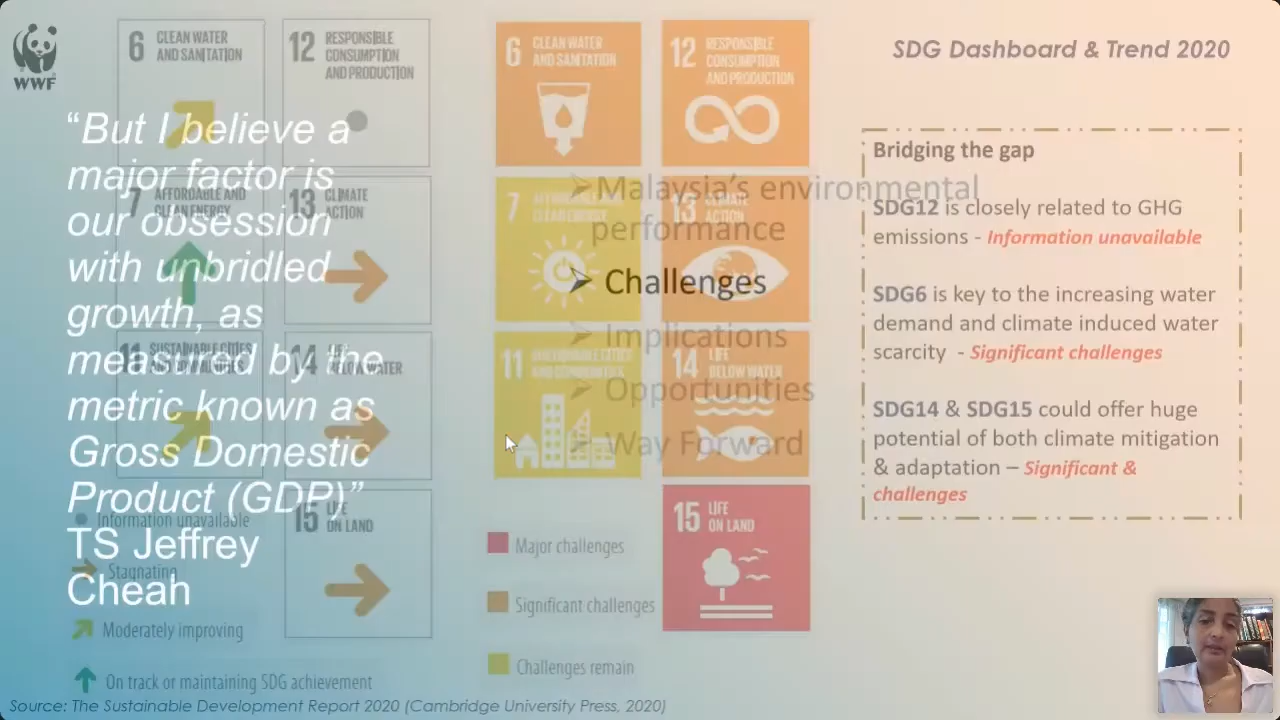 WWF
6 CLEAN WATER
AND SANITATION
12 RESPONSIBLE
CONSUMPTION
AND PRODUCTION
7 AFFORDABLE AND
CLEAN ENERGY
13 CLIMATE
ACTION
11 SUSTAINABLE CITIES
AND COMMUNITIES
14 LIFE
BELOW WATER
15 LIFE
ON LAND
Information unavailable
Stagnating
Moderately improving
On track or maintaining SDG achievement
“But I believe a
major factor is
our obsession
with unbridled
growth, as
measured by the
metric known as
Gross Domestic
Product (GDP)”
TS Jeffrey
Cheah
6 CLEAN WATER
AND SANITATION
12 RESPONSIBLE
CONSUMPTION
AND PRODUCTION
7 AFFORDABLE AND
CLEAN ENERGY
13 CLIMATE
ACTION
11 SUSTAINABLE CITIES
AND COMMUNITIES
14 LIFE
BELOW WATER
15 LIFE
ON LAND
Major challenges
Significant challenges
Challenges remain
Malaysia's environmental
performance
Challenges
Implications
Opportunities
Way Forward
SDG Dashboard & Trend 2020
Bridging the gap
SDG12 is closely related to GHG
emissions - Information unavailable
SDG6 is key to the increasing water
demand and climate induced water
scarcity - Significant challenges
SDG14 & SDG15 could offer huge
potential of both climate mitigation
& adaptation – Significant &
challenges
Source: The Sustainable Development Report 2020 (Cambridge University Press, 2020)